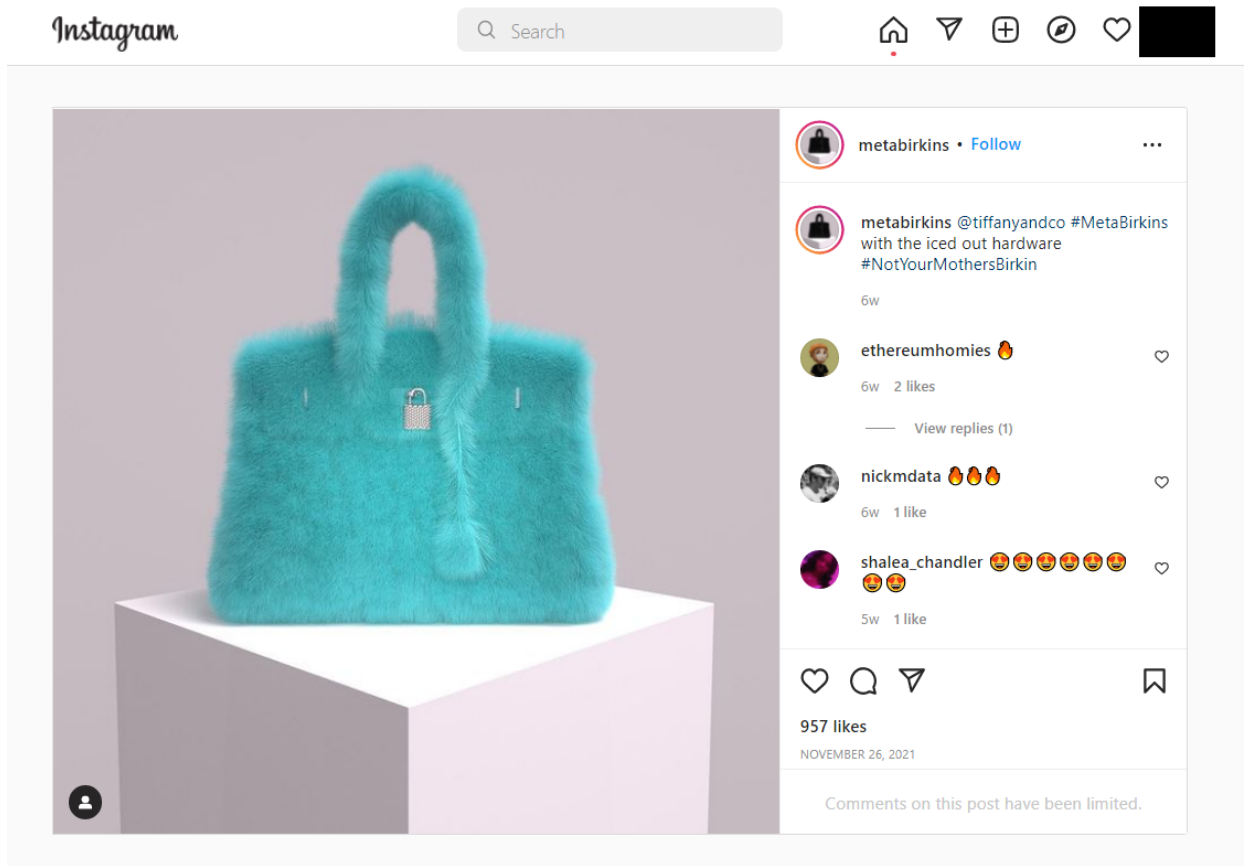 Instagram
Search
metabirkins • Follow
metabirkins @tiffanyandco #MetaBirkins
with the iced out hardware
#NotYourMothersBirkin
6w
ethereumhomies 🔥
6w 2 likes
View replies (1)
nickmdata 🔥🔥🔥
6w 1 like
shalea_chandler 😍😍😍😍😍😍
😍😍
5w 1 like
957 likes
NOVEMBER 26, 2021
Comments on this post have been limited.